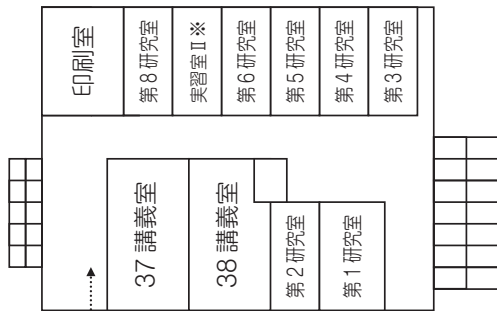 印刷室
第8研究室
実習室Ⅱ※
第6研究室
第5研究室
第4研究室
第3研究室
37講義室
38講義室
第2研究室
第1研究室